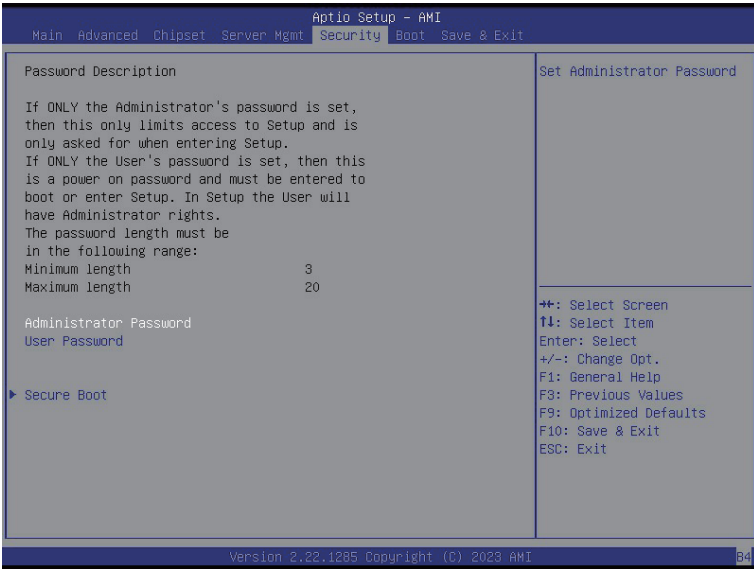 Aptio Setup – AMI
Main Advanced Chipset Server Mgmt Security Boot Save & Exit
Password Description
If ONLY the Administrator's password is set,
then this only limits access to Setup and is
only asked for when entering Setup.
If ONLY the User's password is set, then this
is a power on password and must be entered to
boot or enter Setup. In Setup the User will
have Administrator rights.
The password length must be
in the following range:
Minimum length 3
Maximum length 20
Administrator Password
User Password
Secure Boot
Set Administrator Password
→←: Select Screen
↑↓: Select Item
Enter: Select
+/-: Change Opt.
F1: General Help
F3: Previous Values
F9: Optimized Defaults
F10: Save & Exit
ESC: Exit
Version 2.22.1285 Copyright (C) 2023 AMI
B4